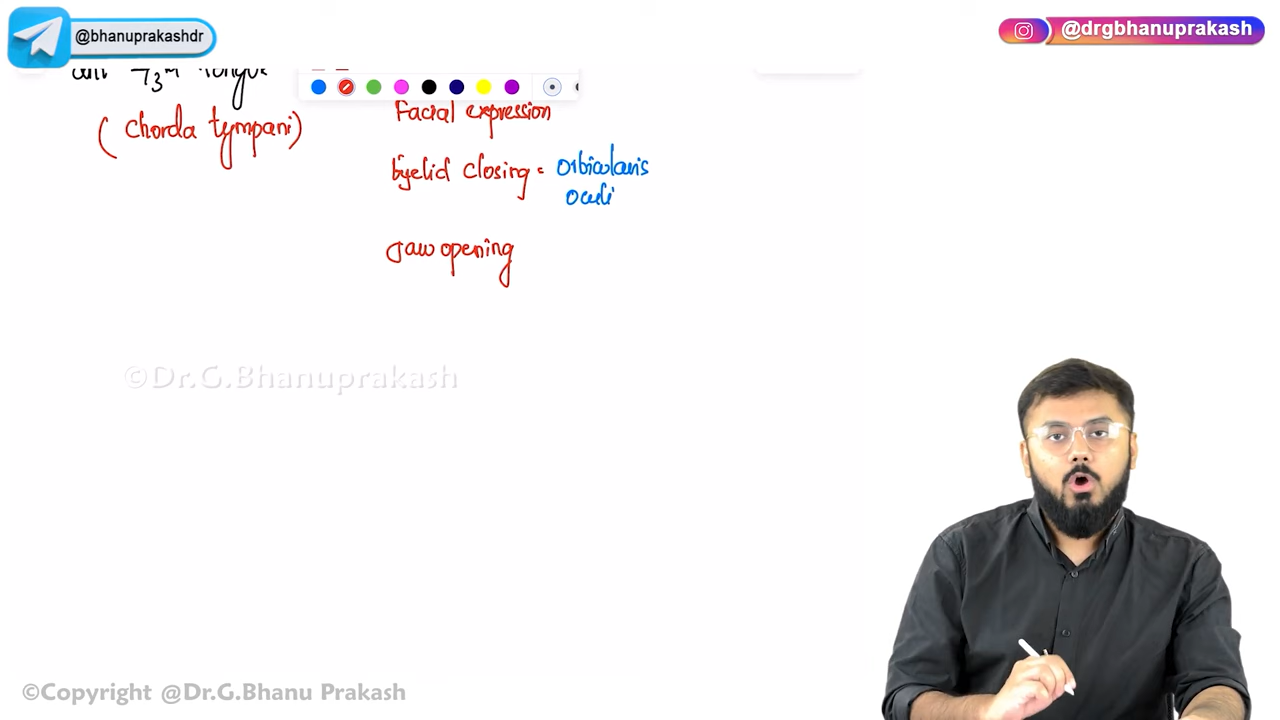 @bhanuprakashdr
@drgbhanuprakash
(Chorda tympani)
Facial expression
Eyelid closing = Orbicularis
oculi
Jaw opening
©Dr.G.Bhanuprakash
©Copyright @Dr.G.Bhanu Prakash